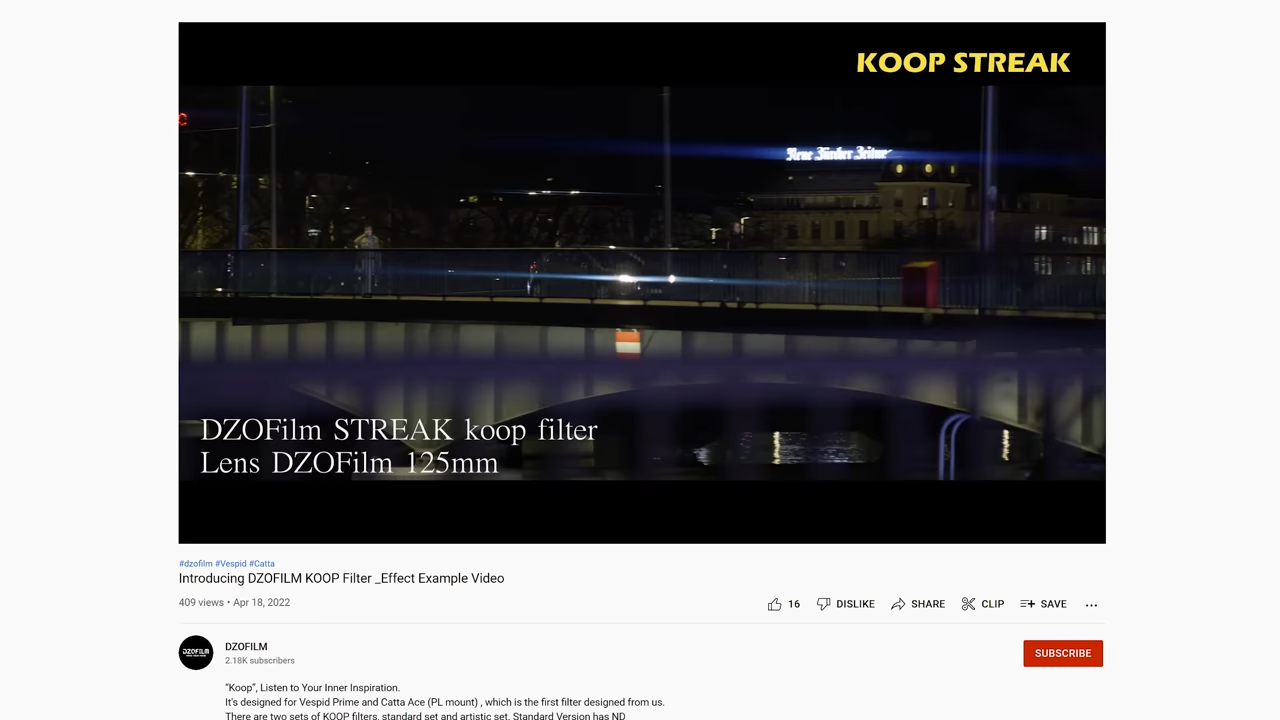 KOOP STREAK
Neue Zürcher Zeitung
DZOFilm STREAK koop filter
Lens DZOFilm 125mm
#dzofilm #Vespid #Catta
Introducing DZOFILM KOOP Filter _Effect Example Video
409 views • Apr 18, 2022
16 DISLIKE SHARE CLIP SAVE ...
DZOFILM
DZOFILM
2.18K subscribers
SUBSCRIBE
“Koop”, Listen to Your Inner Inspiration.
It's designed for Vespid Prime and Catta Ace (PL mount) , which is the first filter designed from us.
There are two sets of KOOP filters, standard set and artistic set. Standard Version has ND